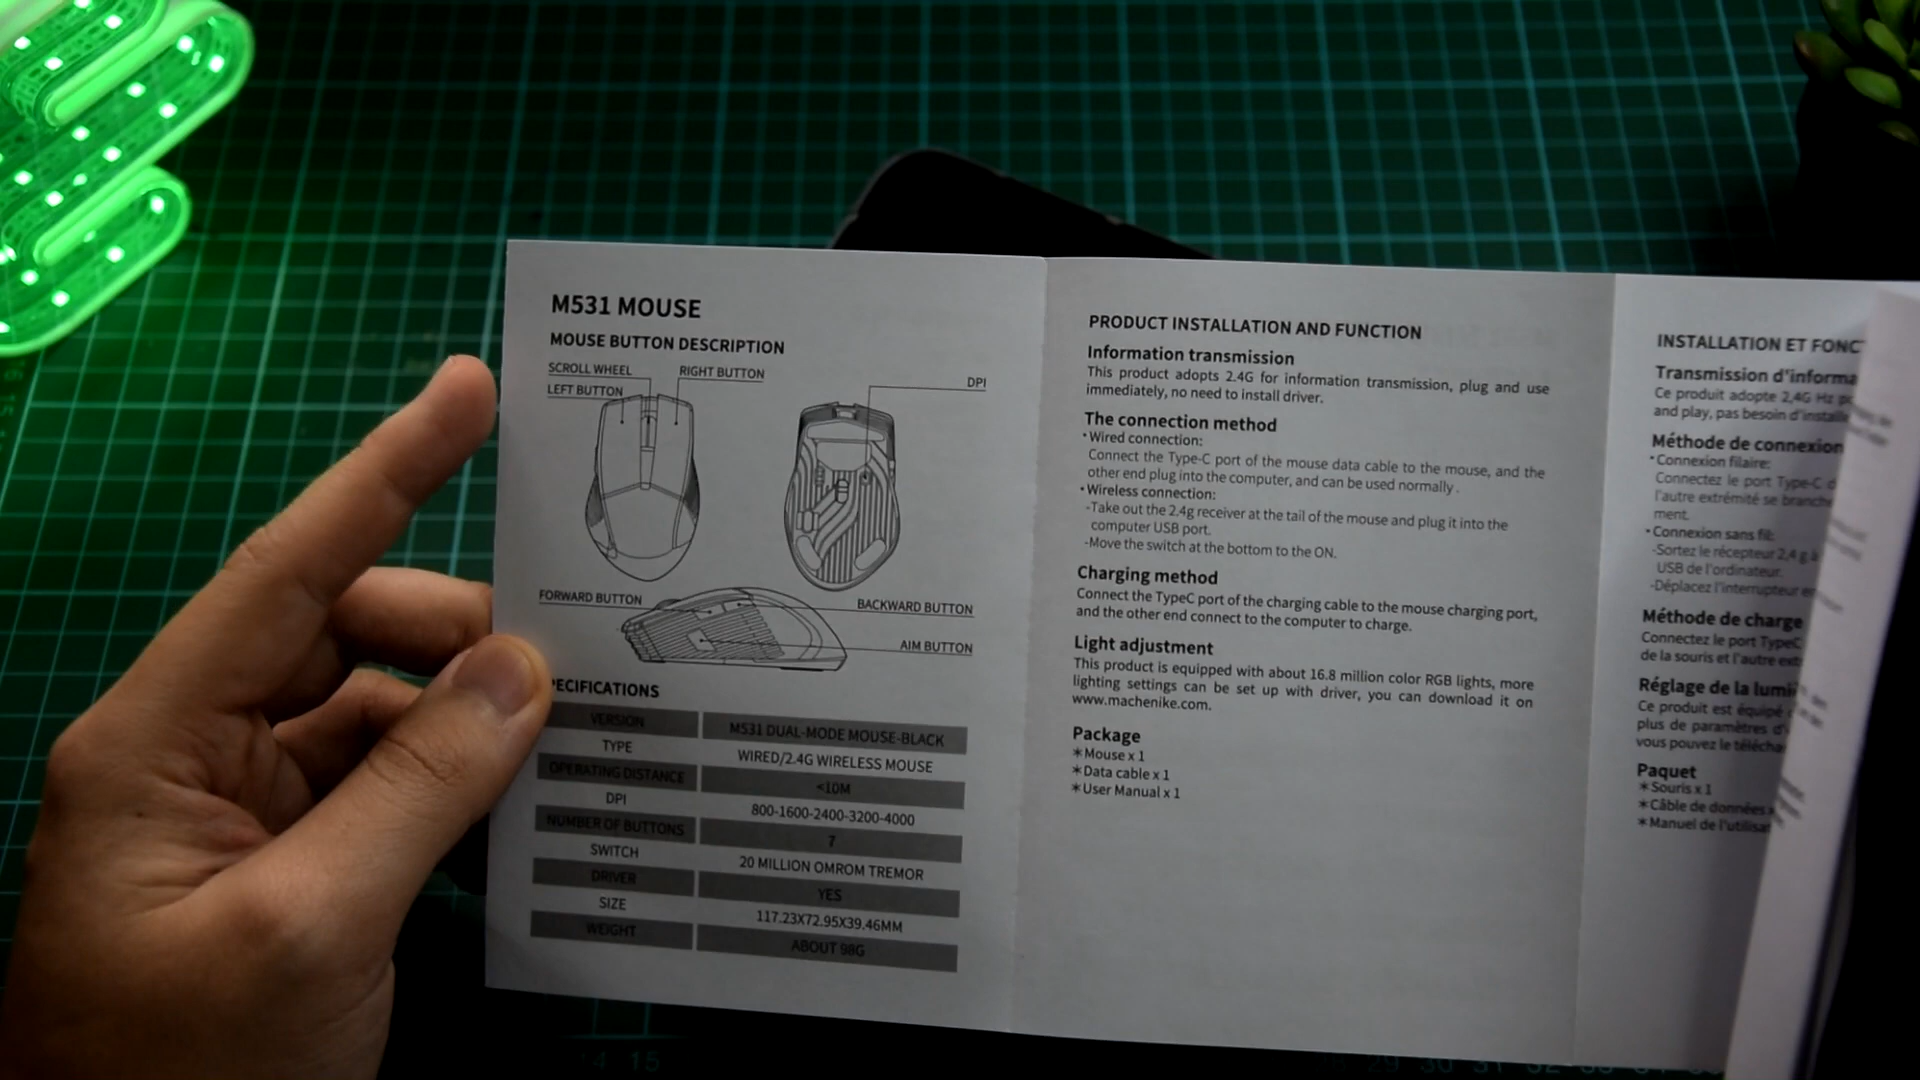 M531 MOUSE
MOUSE BUTTON DESCRIPTION
SCROLL WHEEL
RIGHT BUTTON
LEFT BUTTON
DPI
FORWARD BUTTON
BACKWARD BUTTON
AIM BUTTON
PECIFICATIONS
VERSION M531 DUAL-MODE MOUSE-BLACK
TYPE WIRED/2.4G WIRELESS MOUSE
OPERATING DISTANCE <10M
DPI 800-1600-2400-3200-4000
NUMBER OF BUTTONS 7
SWITCH 20 MILLION OMROM TREMOR
DRIVER YES
SIZE 117.23X72.95X39.46MM
WEIGHT ABOUT 98G
PRODUCT INSTALLATION AND FUNCTION
Information transmission
This product adopts 2.4G for information transmission, plug and use
immediately, no need to install driver.
The connection method
•Wired connection:
Connect the Type-C port of the mouse data cable to the mouse, and the
other end plug into the computer, and can be used normally .
•Wireless connection:
-Take out the 2.4g receiver at the tail of the mouse and plug it into the
computer USB port.
-Move the switch at the bottom to the ON.
Charging method
Connect the TypeC port of the charging cable to the mouse charging port,
and the other end connect to the computer to charge.
Light adjustment
This product is equipped with about 16.8 million color RGB lights, more
lighting settings can be set up with driver, you can download it on
www.machenike.com.
Package
*Mouse x 1
*Data cable x 1
*User Manual x 1
INSTALLATION ET FONC
Transmission d'informa
Ce produit adopte 2,4G Hz
and play, pas besoin d'installe
Méthode de connexion
•Connexion filaire:
Connectez le port Type-C d
l'autre extrémité se branche
ment.
•Connexion sans fil:
-Sortez le récepteur 2,4 g à
USB de l'ordinateur.
-Déplacez l'interrupteur
Méthode de charge
Connectez le port TypeC
de la souris et l'autre
Réglage de la lumi
Ce produit est équipé
plus de paramètres d'
vous pouvez le télécha
Paquet
*Souris x 1
*Câble de données
*Manuel de l'utilisat
14 15
29 30 31 32